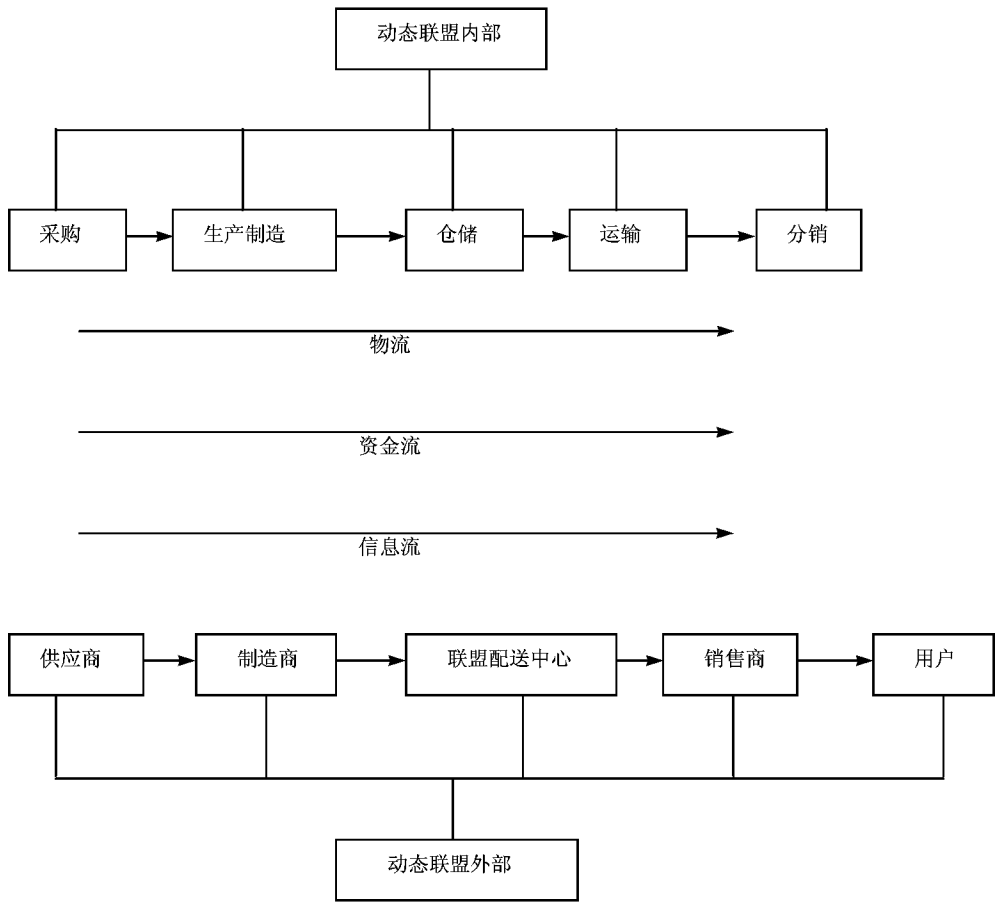 动态联盟内部
采购
生产制造
仓储
运输
分销
物流
资金流
信息流
供应商
制造商
联盟配送中心
销售商
用户
动态联盟外部